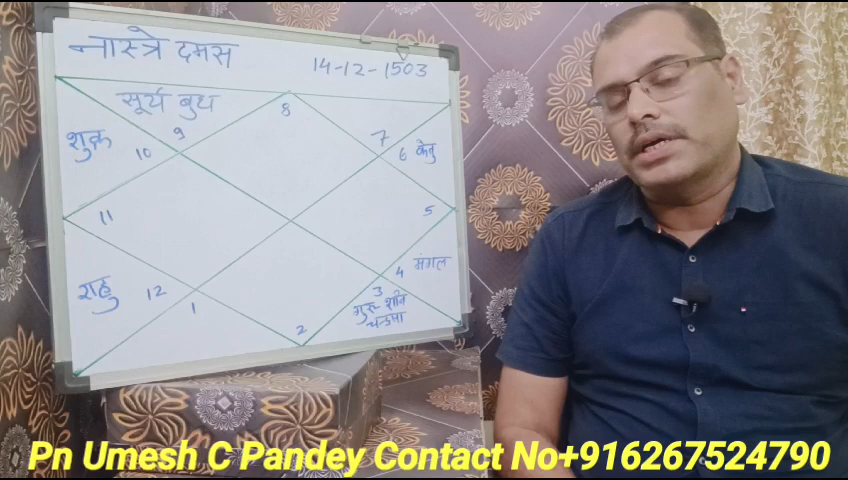 नास्त्रे दमस
14-12-1503
सूर्य बुध
8
9
शुक्र
10
7
6 केतु
11
5
4 मंगल
राहु
12
3
गुरू शनि
चन्द्रमा
1
2
Pn Umesh C Pandey Contact No+916267524790